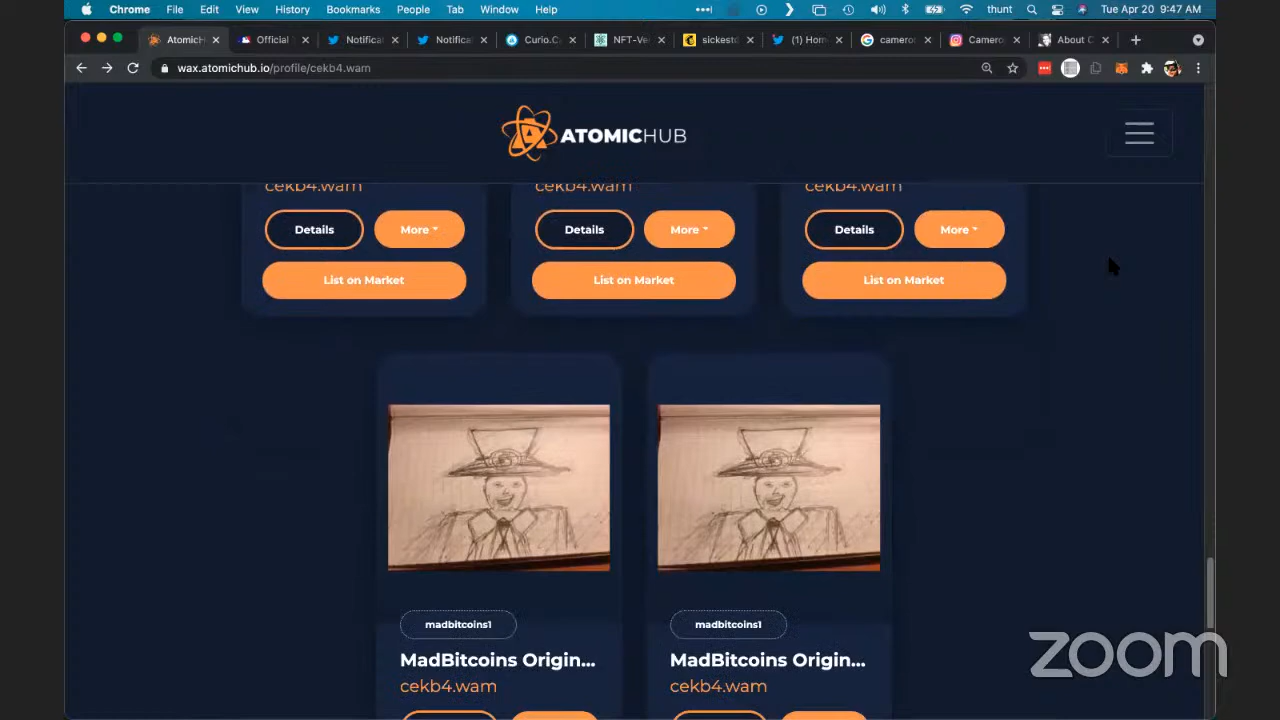 Chrome File Edit View History Bookmarks People Tab Window Help thunt Tue Apr 20 9:47 AM
AtomicH Official Notifica Notifica Curio.C NFT-Ve sickest (1) Hom camero Camero About C
wax.atomichub.io/profile/cekb4.wam
ATOMICHUB
cekb4.wam cekb4.wam cekb4.wam
Details More Details More Details More
List on Market List on Market List on Market
madbitcoins1 madbitcoins1
MadBitcoins Origin... MadBitcoins Origin...
cekb4.wam cekb4.wam
zoom